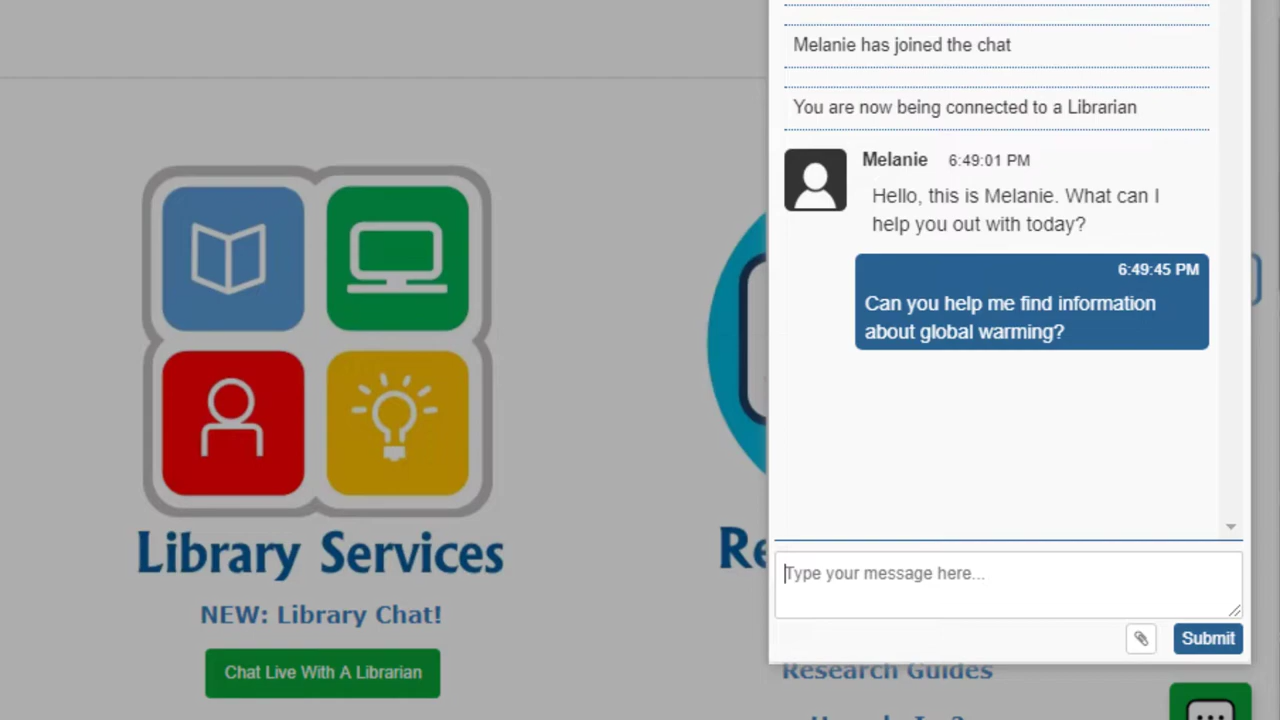 Melanie has joined the chat
You are now being connected to a Librarian
Melanie 6:49:01 PM
Hello, this is Melanie. What can I
help you out with today?
6:49:45 PM
Can you help me find information
about global warming?
Type your message here...
Submit
Library Services
NEW: Library Chat!
Chat Live With A Librarian
Re
Research Guides